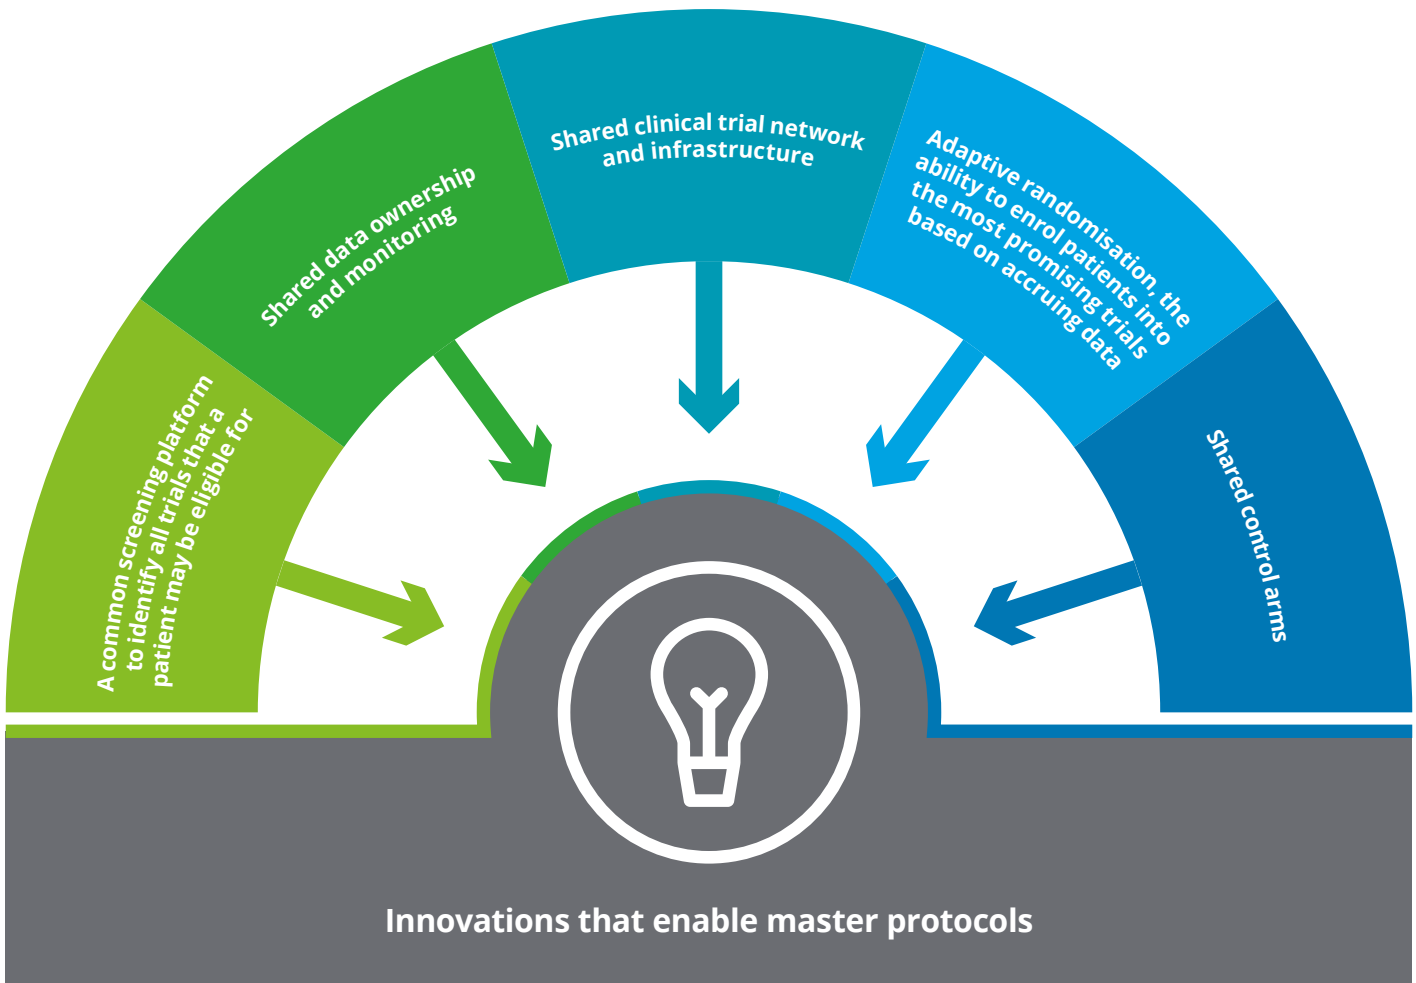 A common screening platform
to identify all trials that a
patient may be eligible for
Shared data ownership
and monitoring
Shared clinical trial network
and infrastructure
Adaptive randomisation, the
ability to enrol patients into
the most promising trials
based on accruing data
Shared control arms
Innovations that enable master protocols